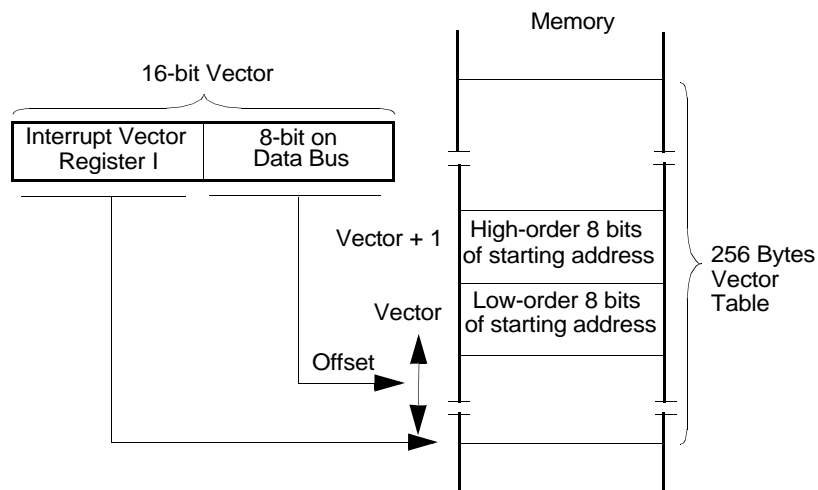 Memory
16-bit Vector
Interrupt Vector
Register I
8-bit on
Data Bus
Vector + 1
High-order 8 bits
of starting address
256 Bytes
Vector
Table
Vector
Low-order 8 bits
of starting address
Offset